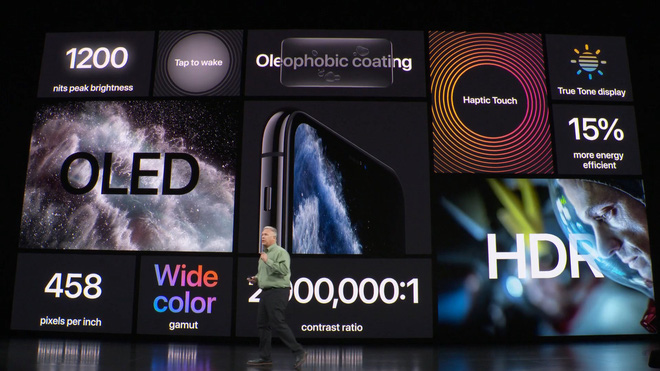 1200
nits peak brightness
Tap to wake
Oleophobic coating
Haptic Touch
True Tone display
15%
more energy
efficient
OLED
HDR
458
pixels per inch
Wide
color
gamut
00,000:1
contrast ratio